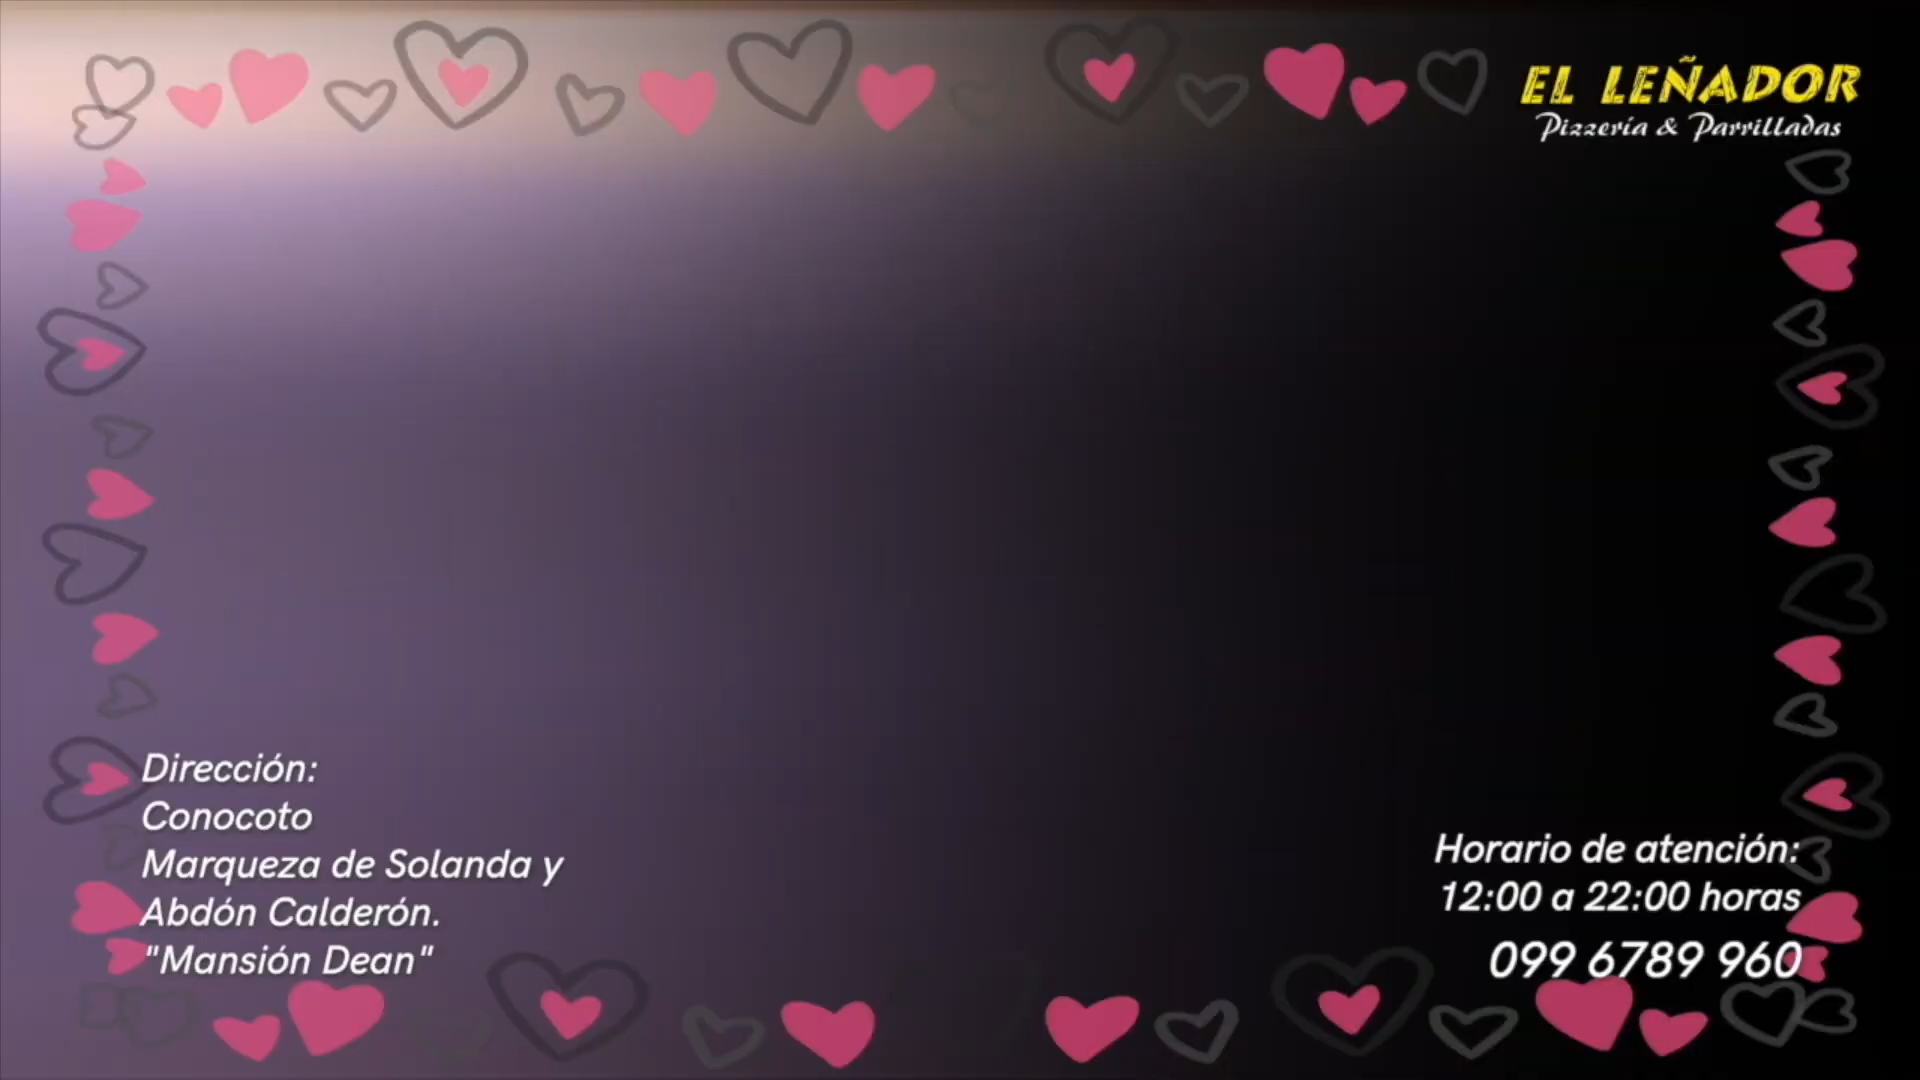 EL LEÑADOR
Pizzería & Parrilladas
Dirección:
Conocoto
Marqueza de Solanda y
Abdón Calderón.
"Mansión Dean"
Horario de atención:
12:00 a 22:00 horas
099 6789 960